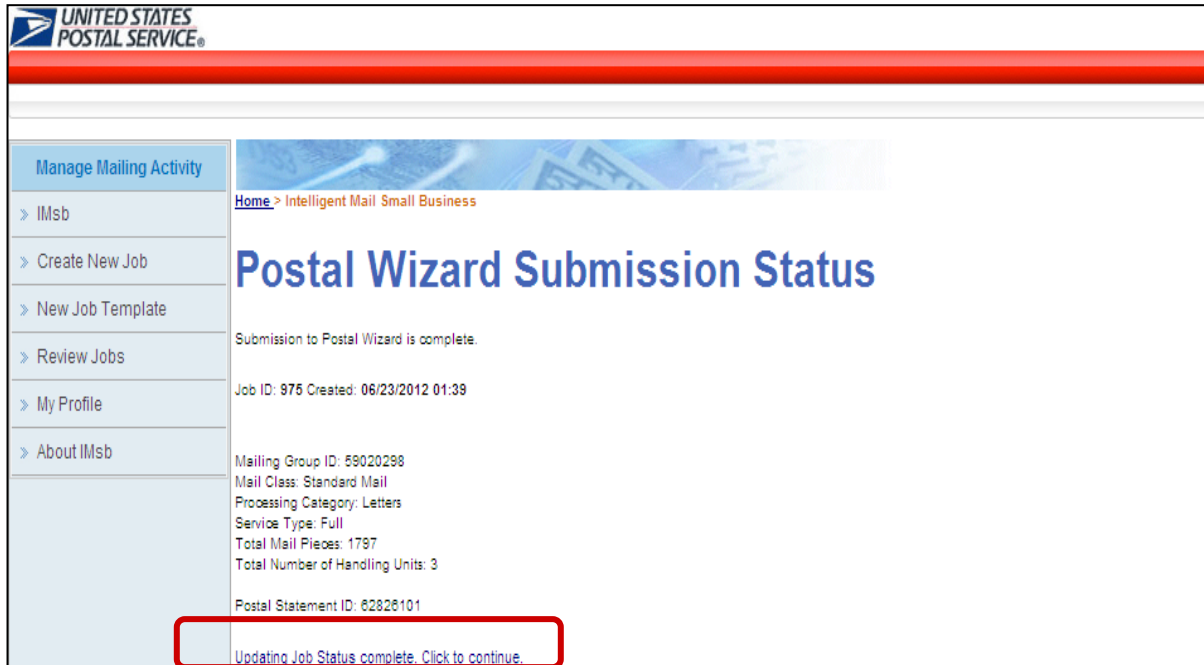 UNITED STATES
POSTAL SERVICE®
Manage Mailing Activity
» IMsb
» Create New Job
» New Job Template
» Review Jobs
» My Profile
» About IMsb
Home > Intelligent Mail Small Business
Postal Wizard Submission Status
Submission to Postal Wizard is complete.
Job ID: 975 Created: 06/23/2012 01:39
Mailing Group ID: 59020298
Mail Class: Standard Mail
Processing Category: Letters
Service Type: Full
Total Mail Pieces: 1797
Total Number of Handling Units: 3
Postal Statement ID: 62826101
Updating Job Status complete. Click to continue.